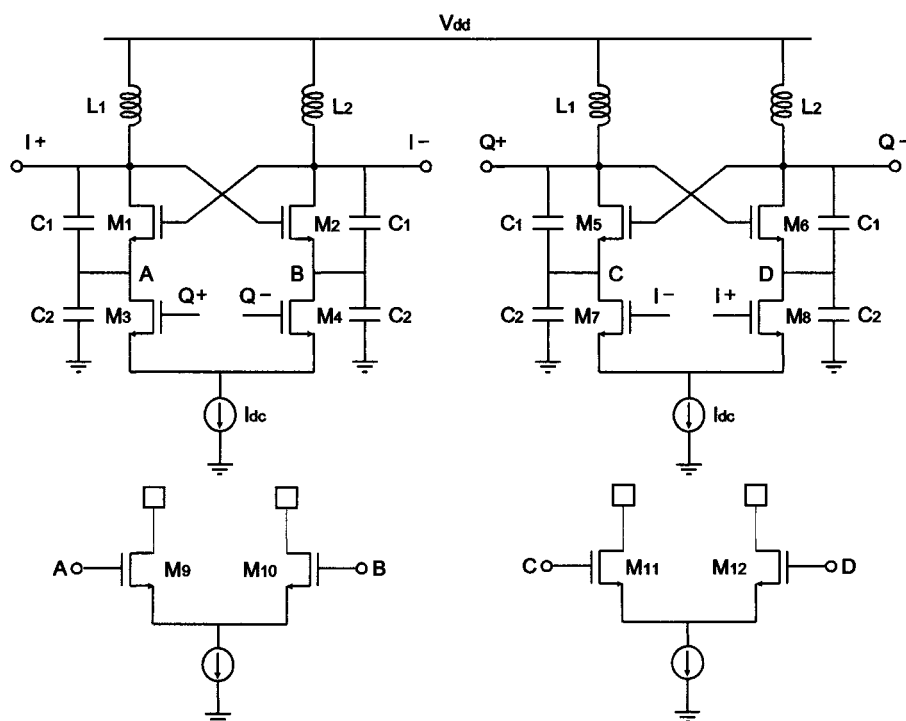 Vdd
L1 L2 L1 L2
I+ I− Q+ Q−
C1 M1 M2 C1 C1 M5 M6 C1
A B C D
Q+ Q− I− I+
C2 M3 M4 C2 C2 M7 M8 C2
Idc Idc
A M9 M10 B C M11 M12 D